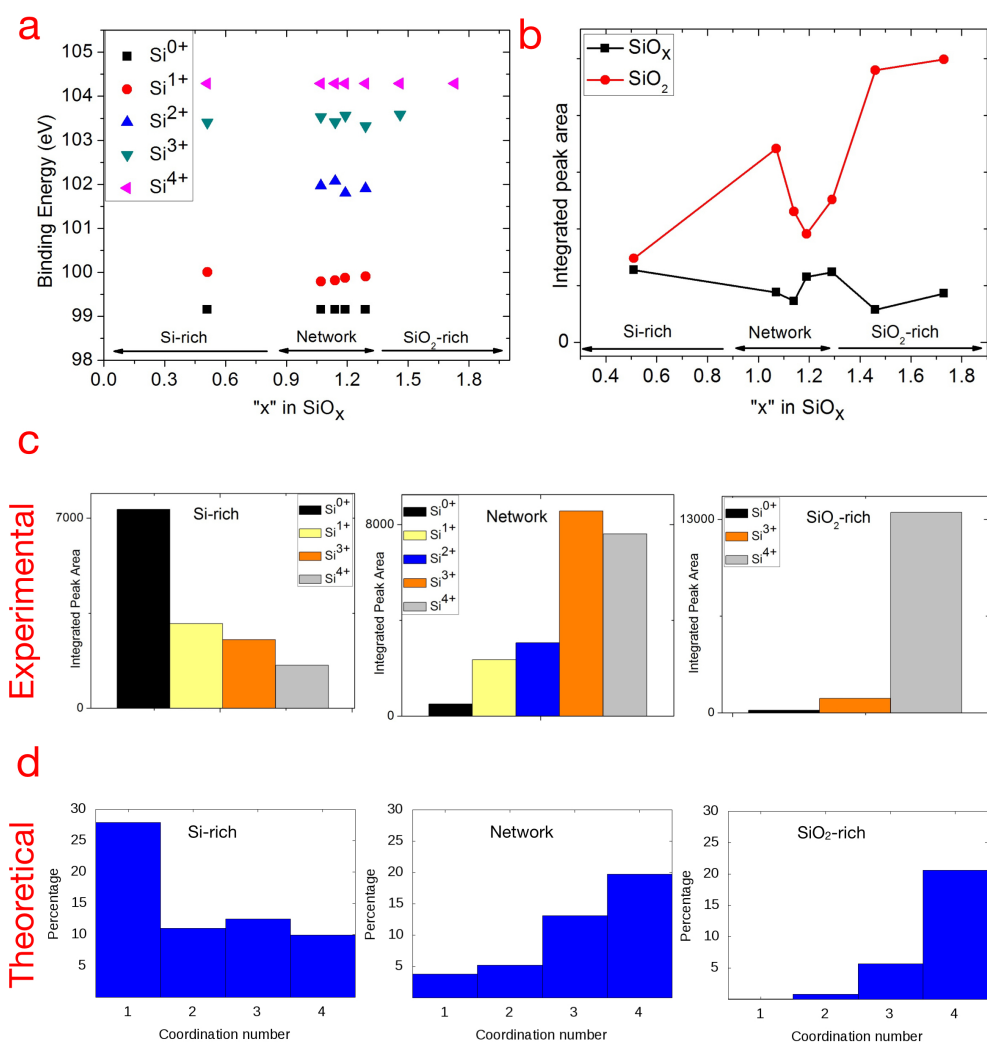 a
105
104
103
102
101
100
99
98
Binding Energy (eV)
Si0+
Si1+
Si2+
Si3+
Si4+
Si-rich
Network
SiO2-rich
0.0 0.3 0.6 0.9 1.2 1.5 1.8
"x" in SiOX
b
SiOX
SiO2
Integrated peak area
0
Si-rich
Network
SiO2-rich
0.4 0.6 0.8 1.0 1.2 1.4 1.6 1.8
"x" in SiOX
c
Experimental
Integrated Peak Area
7000
0
Si-rich
Si0+
Si1+
Si3+
Si4+
Integrated Peak Area
8000
0
Network
Si0+
Si1+
Si2+
Si3+
Si4+
Integrated Peak Area
13000
0
SiO2-rich
Si0+
Si3+
Si4+
d
Theoretical
Percentage
30
25
20
15
10
5
Si-rich
1 2 3 4
Coordination number
Percentage
30
25
20
15
10
5
Network
1 2 3 4
Coordination number
Percentage
30
25
20
15
10
5
SiO2-rich
1 2 3 4
Coordination number